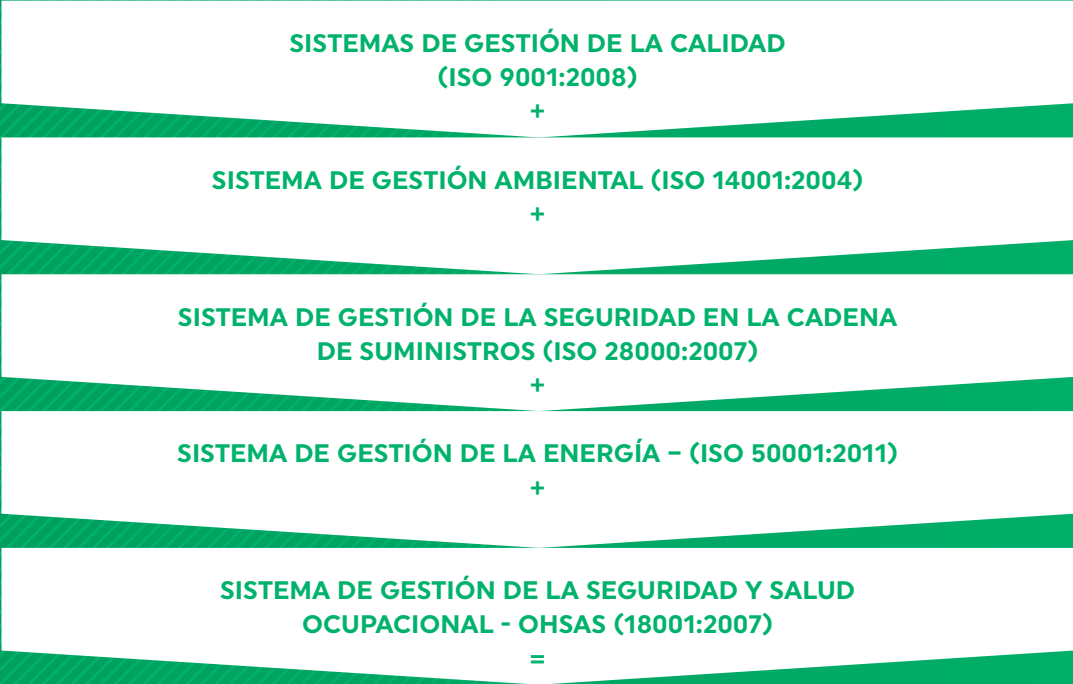 SISTEMAS DE GESTIÓN DE LA CALIDAD
(ISO 9001:2008)
+
SISTEMA DE GESTIÓN AMBIENTAL (ISO 14001:2004)
+
SISTEMA DE GESTIÓN DE LA SEGURIDAD EN LA CADENA
DE SUMINISTROS (ISO 28000:2007)
+
SISTEMA DE GESTIÓN DE LA ENERGÍA – (ISO 50001:2011)
+
SISTEMA DE GESTIÓN DE LA SEGURIDAD Y SALUD
OCUPACIONAL - OHSAS (18001:2007)
=